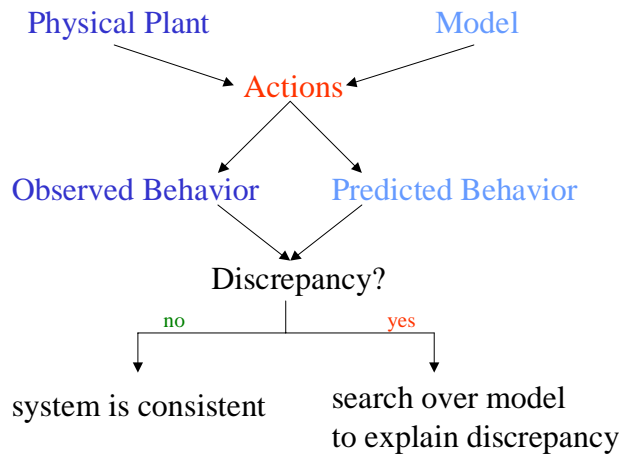 Physical Plant
Model
Actions
Observed Behavior
Predicted Behavior
Discrepancy?
no
yes
system is consistent
search over model
to explain discrepancy